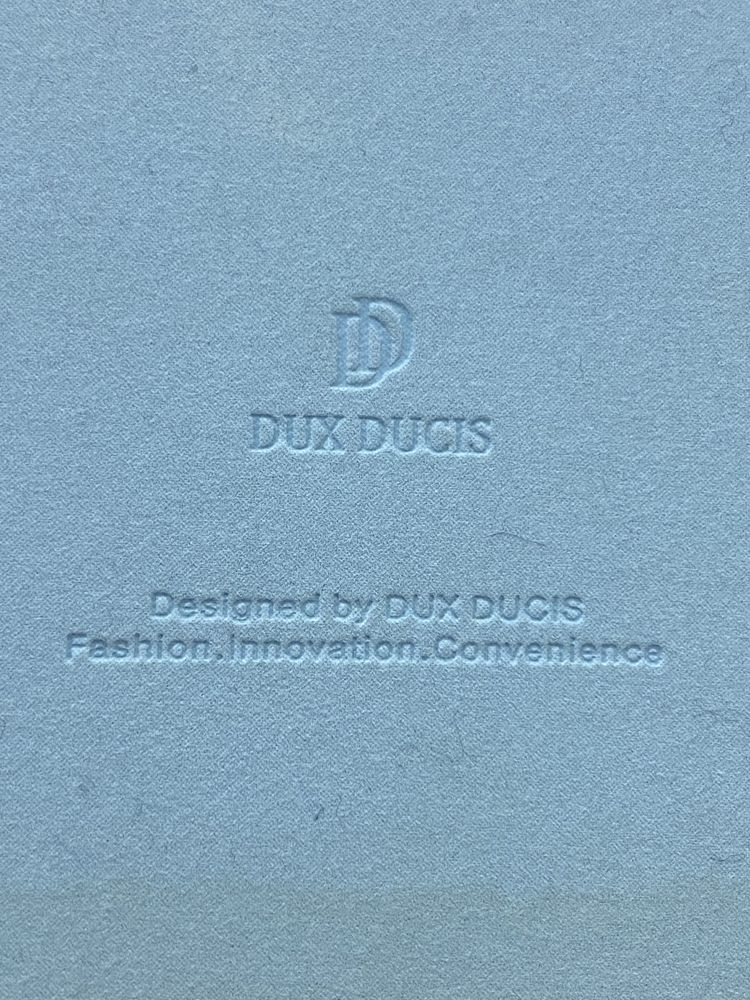 DD
DUX DUCIS
Designed by DUX DUCIS
Fashion.Innovation.Convenience